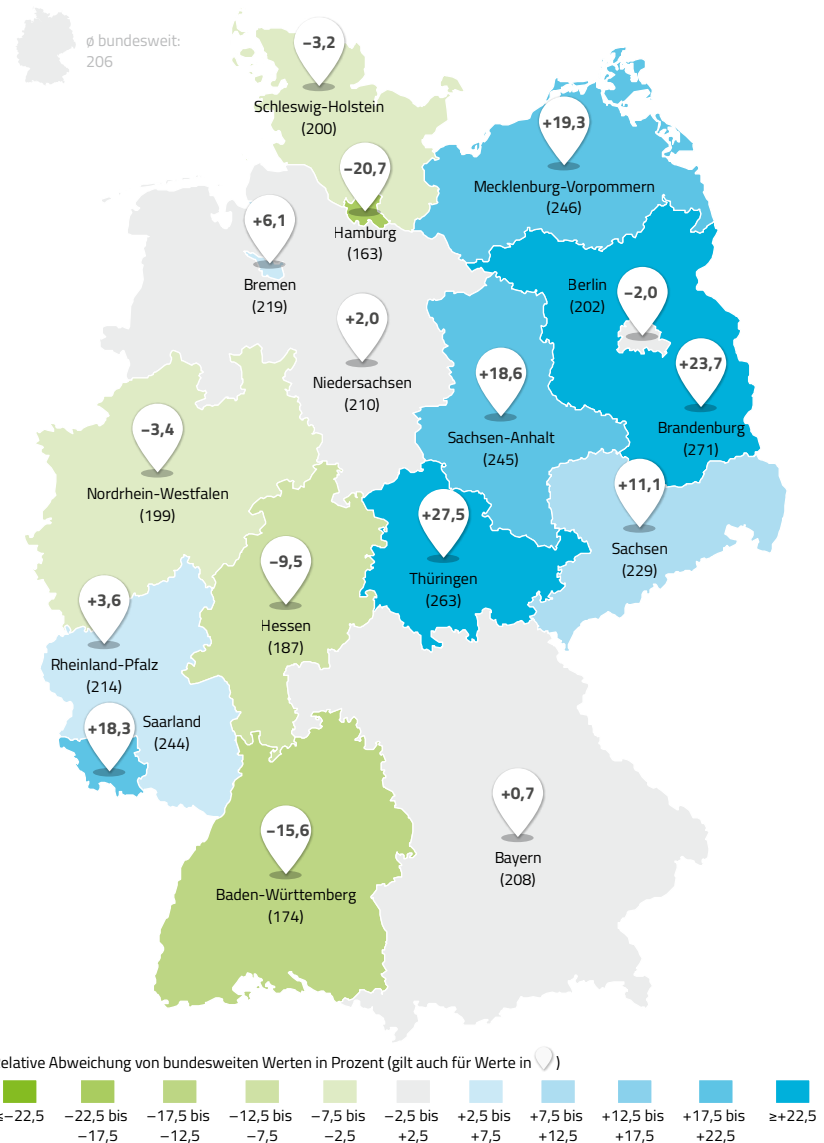 ø bundesweit:
206
−3,2
Schleswig-Holstein
(200)
+19,3
Mecklenburg-Vorpommern
(246)
−20,7
Hamburg
(163)
+6,1
Bremen
(219)
Berlin
(202)
−2,0
+2,0
Niedersachsen
(210)
+18,6
Sachsen-Anhalt
(245)
+23,7
Brandenburg
(271)
−3,4
Nordrhein-Westfalen
(199)
+11,1
Sachsen
(229)
+27,5
Thüringen
(263)
−9,5
Hessen
(187)
+3,6
Rheinland-Pfalz
(214)
+18,3
Saarland
(244)
+0,7
Bayern
(208)
−15,6
Baden-Württemberg
(174)
elative Abweichung von bundesweiten Werten in Prozent (gilt auch für Werte in )
≤−22,5
−22,5 bis
−17,5
−17,5 bis
−12,5
−12,5 bis
−7,5
−7,5 bis
−2,5
−2,5 bis
+2,5
+2,5 bis
+7,5
+7,5 bis
+12,5
+12,5 bis
+17,5
+17,5 bis
+22,5
≥+22,5